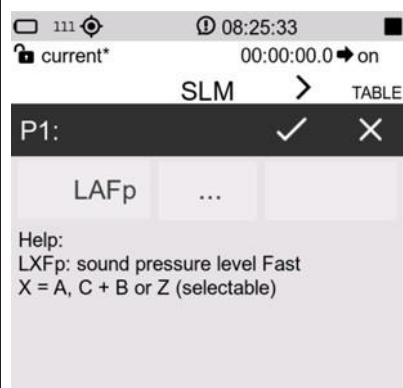 111 08:25:33
current* 00:00:00.0 on
SLM > TABLE
P1:
LAFp ...
Help:
LXFp: sound pressure level Fast
X = A, C + B or Z (selectable)